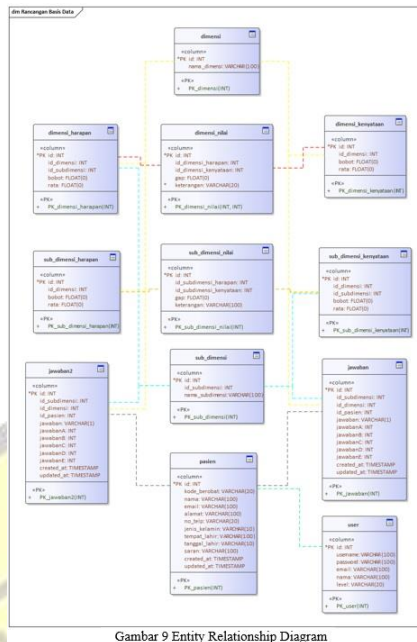 dm Rancangan Basis Data
dimensi
«column»
*PK id: INT
nama_dimensi: VARCHAR(100)
«PK»
+ PK_dimensi(INT)
dimensi_harapan
«column»
*PK id: INT
id_dimensi: INT
id_subdimensi: INT
bobot: FLOAT(0)
rata: FLOAT(0)
«PK»
+ PK_dimensi_harapan(INT)
dimensi_nilai
«column»
*PK id: INT
id_dimensi_harapan: INT
id_dimensi_kenyataan: INT
gap: FLOAT(0)
keterangan: VARCHAR(20)
«PK»
+ PK_dimensi_nilai(INT, INT)
dimensi_kenyataan
«column»
*PK id: INT
id_dimensi: INT
bobot: FLOAT(0)
rata: FLOAT(0)
«PK»
+ PK_dimensi_kenyataan(INT)
sub_dimensi_harapan
«column»
*PK id: INT
id_dimensi: INT
bobot: FLOAT(0)
rata: FLOAT(0)
«PK»
+ PK_sub_dimensi_harapan(INT)
sub_dimensi_nilai
«column»
*PK id: INT
id_subdimensi_harapan: INT
id_subdimensi_kenyataan: INT
gap: FLOAT(0)
keterangan: VARCHAR(100)
«PK»
+ PK_sub_dimensi_nilai(INT)
sub_dimensi_kenyataan
«column»
*PK id: INT
id_dimensi: INT
id_subdimensi: INT
bobot: FLOAT(0)
rata: FLOAT(0)
«PK»
+ PK_sub_dimensi_kenyataan(INT)
jawaban2
«column»
*PK id: INT
id_subdimensi: INT
id_dimensi: INT
id_pasien: INT
jawaban: VARCHAR(1)
jawabanA: INT
jawabanB: INT
jawabanC: INT
jawabanD: INT
jawabanE: INT
created_at: TIMESTAMP
updated_at: TIMESTAMP
«PK»
+ PK_jawaban2(INT)
sub_dimensi
«column»
*PK id: INT
id_subdimensi: INT
name_subdimensi: VARCHAR(100)
«PK»
+ PK_sub_dimensi(INT)
jawaban
«column»
*PK id: INT
id_subdimensi: INT
id_dimensi: INT
id_pasien: INT
jawaban: VARCHAR(1)
jawabanA: INT
jawabanB: INT
jawabanC: INT
jawabanD: INT
jawabanE: INT
created_at: TIMESTAMP
updated_at: TIMESTAMP
«PK»
+ PK_jawaban(INT)
pasien
«column»
*PK id: INT
kode_berobat: VARCHAR(20)
nama: VARCHAR(100)
email: VARCHAR(100)
alamat: VARCHAR(100)
no_telp: VARCHAR(20)
jenis_kelamin: VARCHAR(10)
tempat_lahir: VARCHAR(100)
tanggal_lahir: VARCHAR(10)
saran: VARCHAR(100)
created_at: TIMESTAMP
updated_at: TIMESTAMP
«PK»
+ PK_pasien(INT)
user
«column»
*PK id: INT
username: VARCHAR(100)
password: VARCHAR(100)
email: VARCHAR(100)
nama: VARCHAR(100)
level: VARCHAR(20)
«PK»
+ PK_user(INT)
Gambar 9 Entity Relationship Diagram